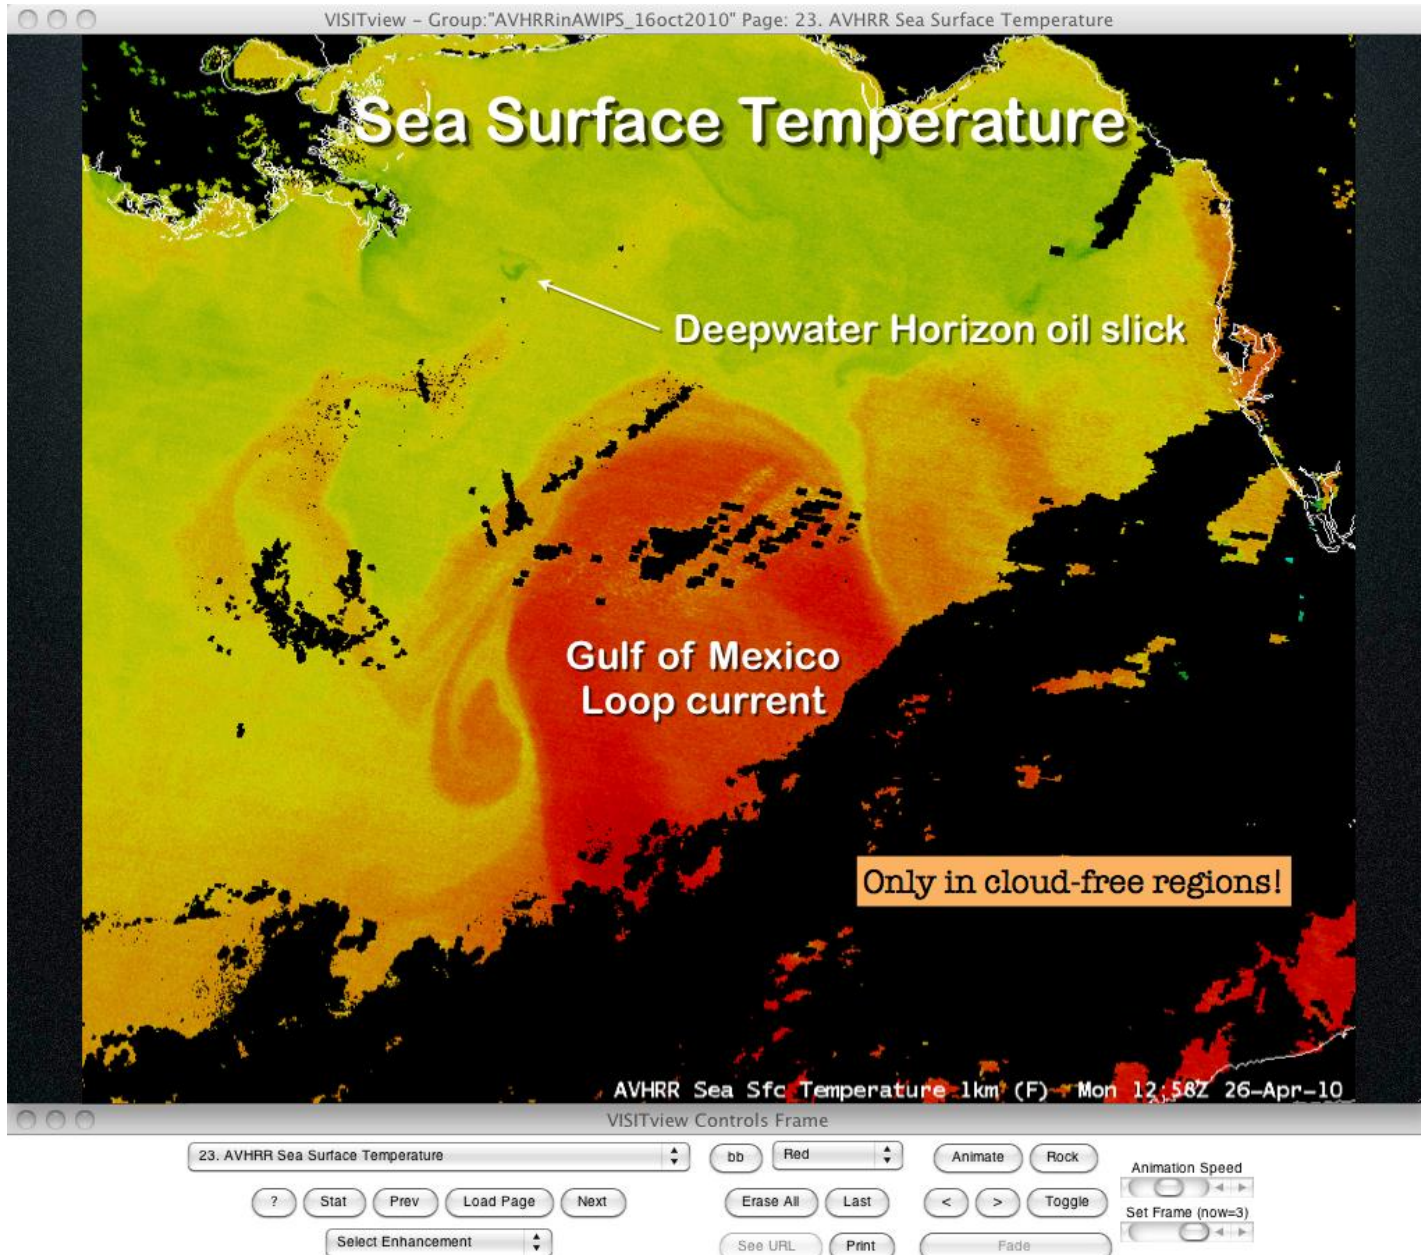 VISITview – Group:"AVHRRinAWIPS_16oct2010" Page: 23. AVHRR Sea Surface Temperature
Sea Surface Temperature
Deepwater Horizon oil slick
Gulf of Mexico
Loop current
Only in cloud-free regions!
AVHRR Sea Sfc Temperature 1km (F) Mon 12:58Z 26-Apr-10
VISITview Controls Frame
23. AVHRR Sea Surface Temperature
bb
Red
Animate
Rock
Animation Speed
?
Stat
Prev
Load Page
Next
Erase All
Last
<
>
Toggle
Set Frame (now=3)
Select Enhancement
See URL
Print
Fade